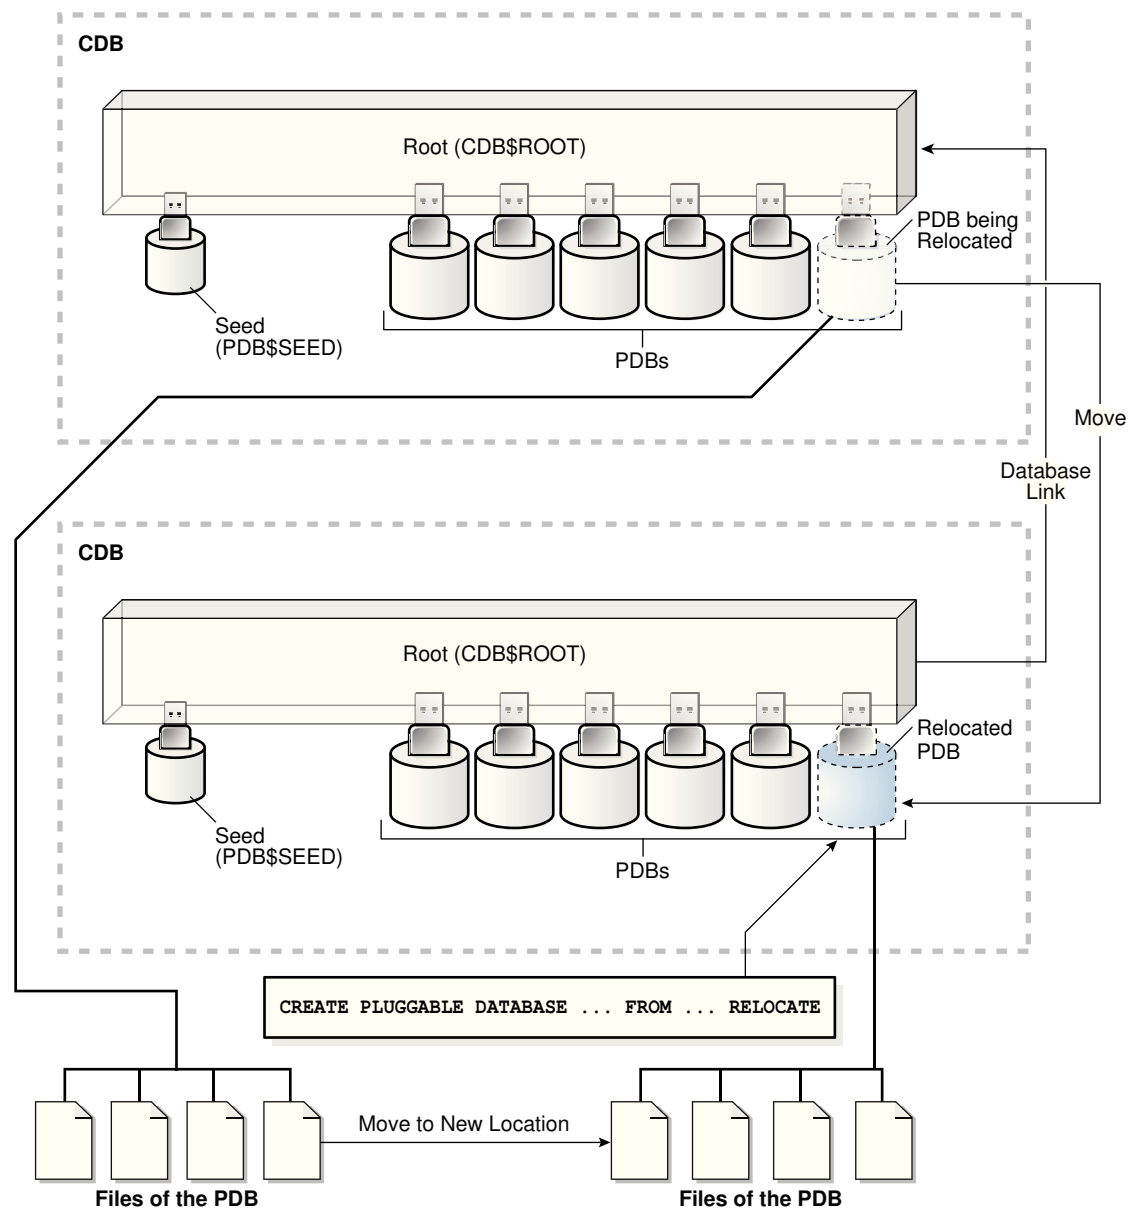 CDB
Root (CDB$ROOT)
PDB being
Relocated
Seed
(PDB$SEED)
PDBs
Move
Database
Link
CDB
Root (CDB$ROOT)
Relocated
PDB
Seed
(PDB$SEED)
PDBs
CREATE PLUGGABLE DATABASE ... FROM ... RELOCATE
Move to New Location
Files of the PDB
Files of the PDB